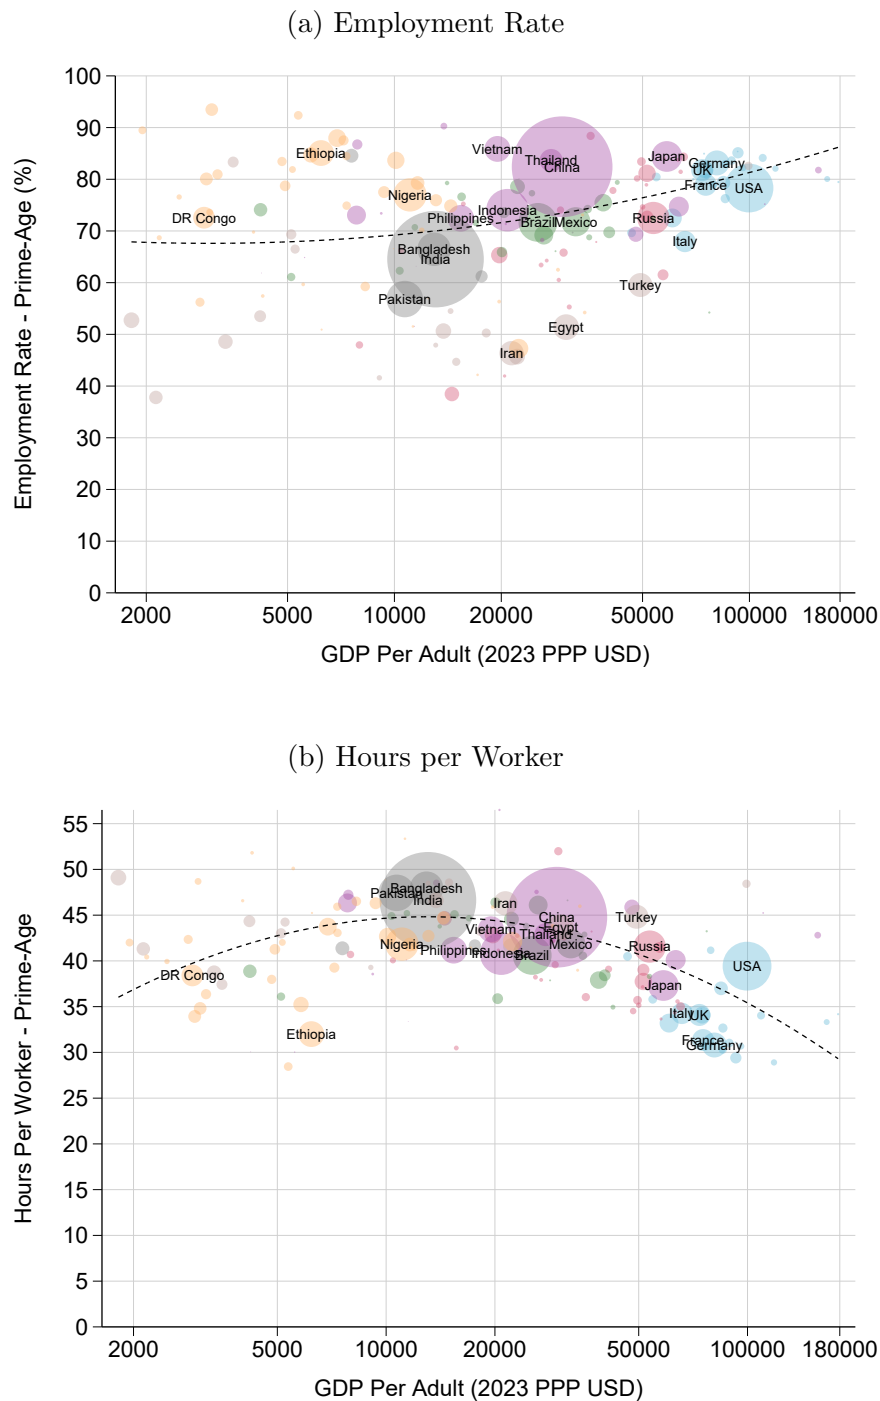 (a) Employment Rate
Employment Rate - Prime-Age (%)
100
90
80
70
60
50
40
30
20
10
0
Vietnam
Ethiopia
Thailand
China
Japan
Germany
UK
France
USA
Nigeria
DR Congo
Philippines
Indonesia
Brazil
Mexico
Russia
Italy
Bangladesh
India
Pakistan
Turkey
Egypt
Iran
2000
5000
10000
20000
50000
100000
180000
GDP Per Adult (2023 PPP USD)
(b) Hours per Worker
Hours Per Worker - Prime-Age
55
50
45
40
35
30
25
20
15
10
5
0
Pakistan
Bangladesh
India
Iran
China
Egypt
Turkey
Vietnam
Thailand
Mexico
Nigeria
Philippines
Indonesia
Brazil
Russia
USA
DR Congo
Japan
Ethiopia
Italy
UK
France
Germany
2000
5000
10000
20000
50000
100000
180000
GDP Per Adult (2023 PPP USD)